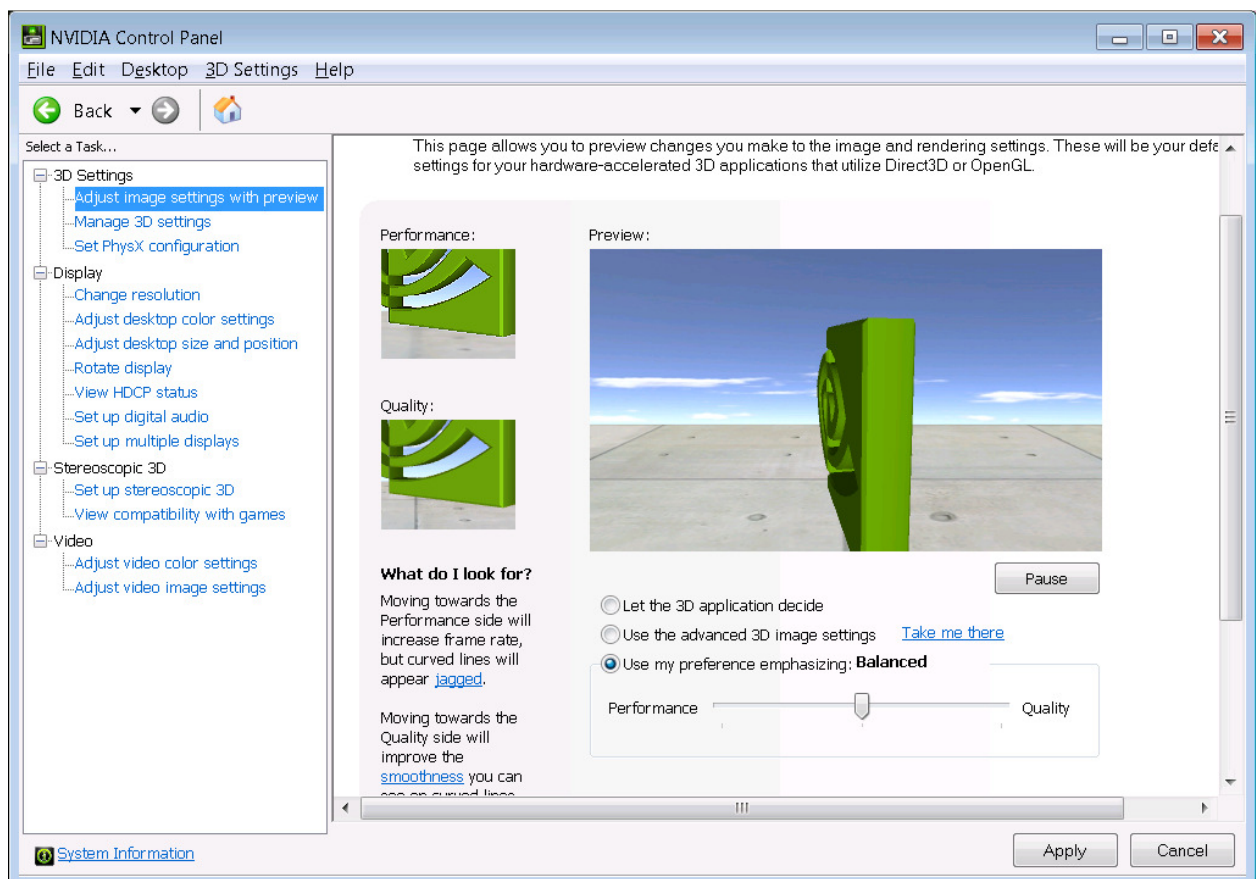 NVIDIA Control Panel
File Edit Desktop 3D Settings Help
Back
Select a Task...
3D Settings
Adjust image settings with preview
Manage 3D settings
Set PhysX configuration
Display
Change resolution
Adjust desktop color settings
Adjust desktop size and position
Rotate display
View HDCP status
Set up digital audio
Set up multiple displays
Stereoscopic 3D
Set up stereoscopic 3D
View compatibility with games
Video
Adjust video color settings
Adjust video image settings
System Information
This page allows you to preview changes you make to the image and rendering settings. These will be your defa
settings for your hardware-accelerated 3D applications that utilize Direct3D or OpenGL.
Performance:
Quality:
What do I look for?
Moving towards the
Performance side will
increase frame rate,
but curved lines will
appear jagged.
Moving towards the
Quality side will
improve the
smoothness you can
see on curved lines
Preview:
Pause
Let the 3D application decide
Use the advanced 3D image settings Take me there
Use my preference emphasizing: Balanced
Performance Quality
Apply Cancel